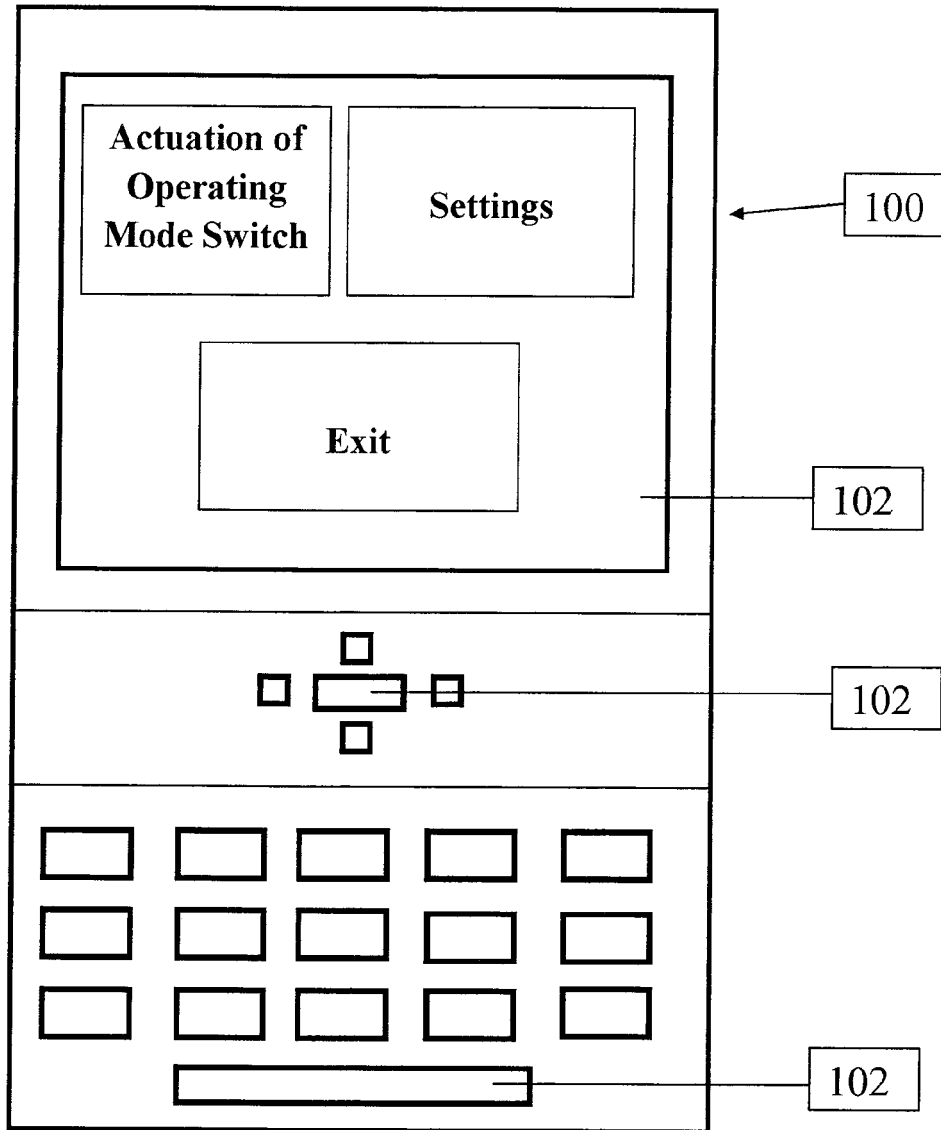 Actuation of
Operating
Mode Switch
Settings
100
Exit
102
102
102